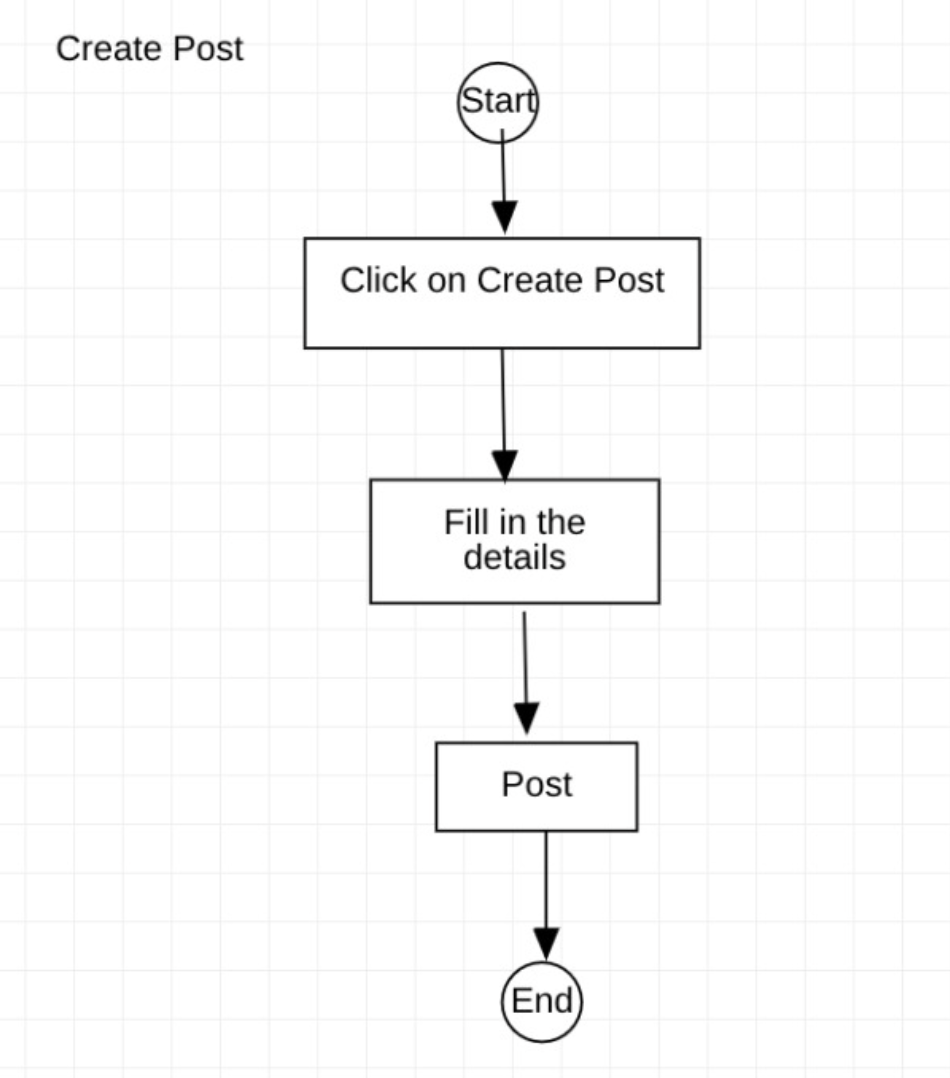 Create Post
Start
Click on Create Post
Fill in the
details
Post
End